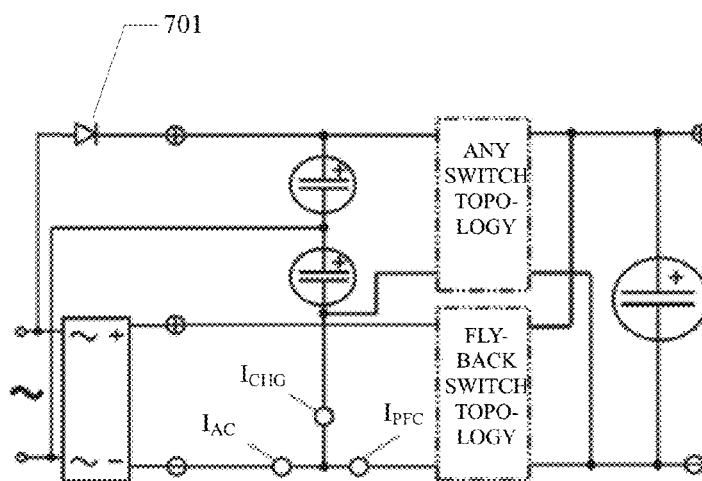 701
ANY
SWITCH
TOPO-
LOGY
FLY-
BACK
SWITCH
TOPO-
LOGY
I_CHG
I_AC
I_PFC
~
~ +
~ −
+
+
+
+
−
+
+
−